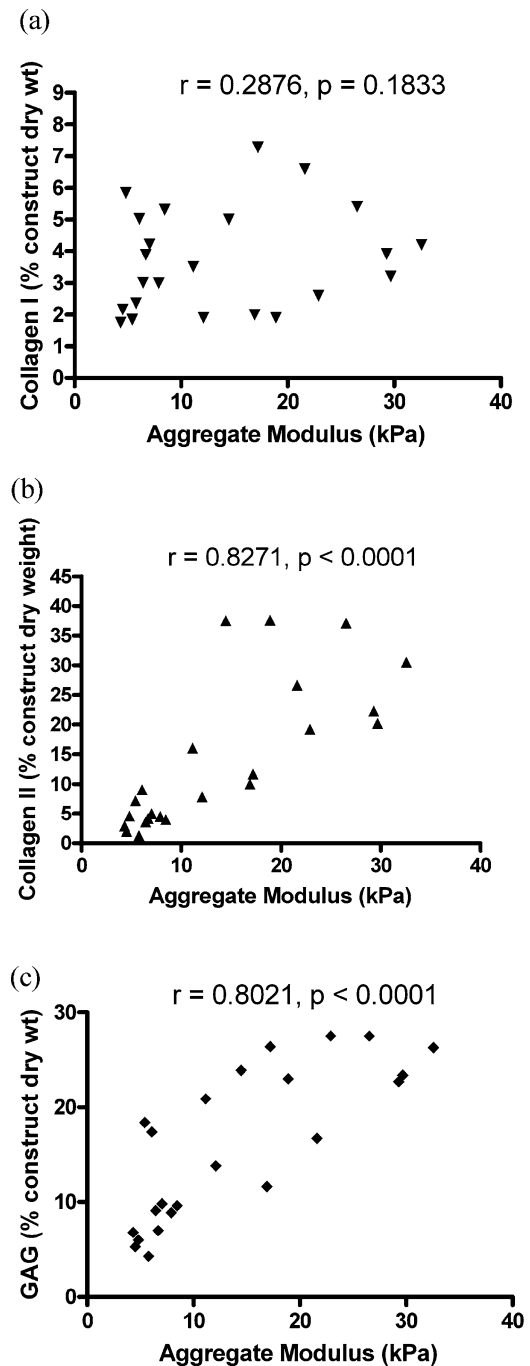 (a)
r = 0.2876, p = 0.1833
Collagen I (% construct dry wt)
9
8
7
6
5
4
3
2
1
0
0 10 20 30 40
Aggregate Modulus (kPa)
(b)
r = 0.8271, p < 0.0001
Collagen II (% construct dry weight)
45
40
35
30
25
20
15
10
5
0
0 10 20 30 40
Aggregate Modulus (kPa)
(c)
r = 0.8021, p < 0.0001
GAG (% construct dry wt)
30
20
10
0
0 10 20 30 40
Aggregate Modulus (kPa)